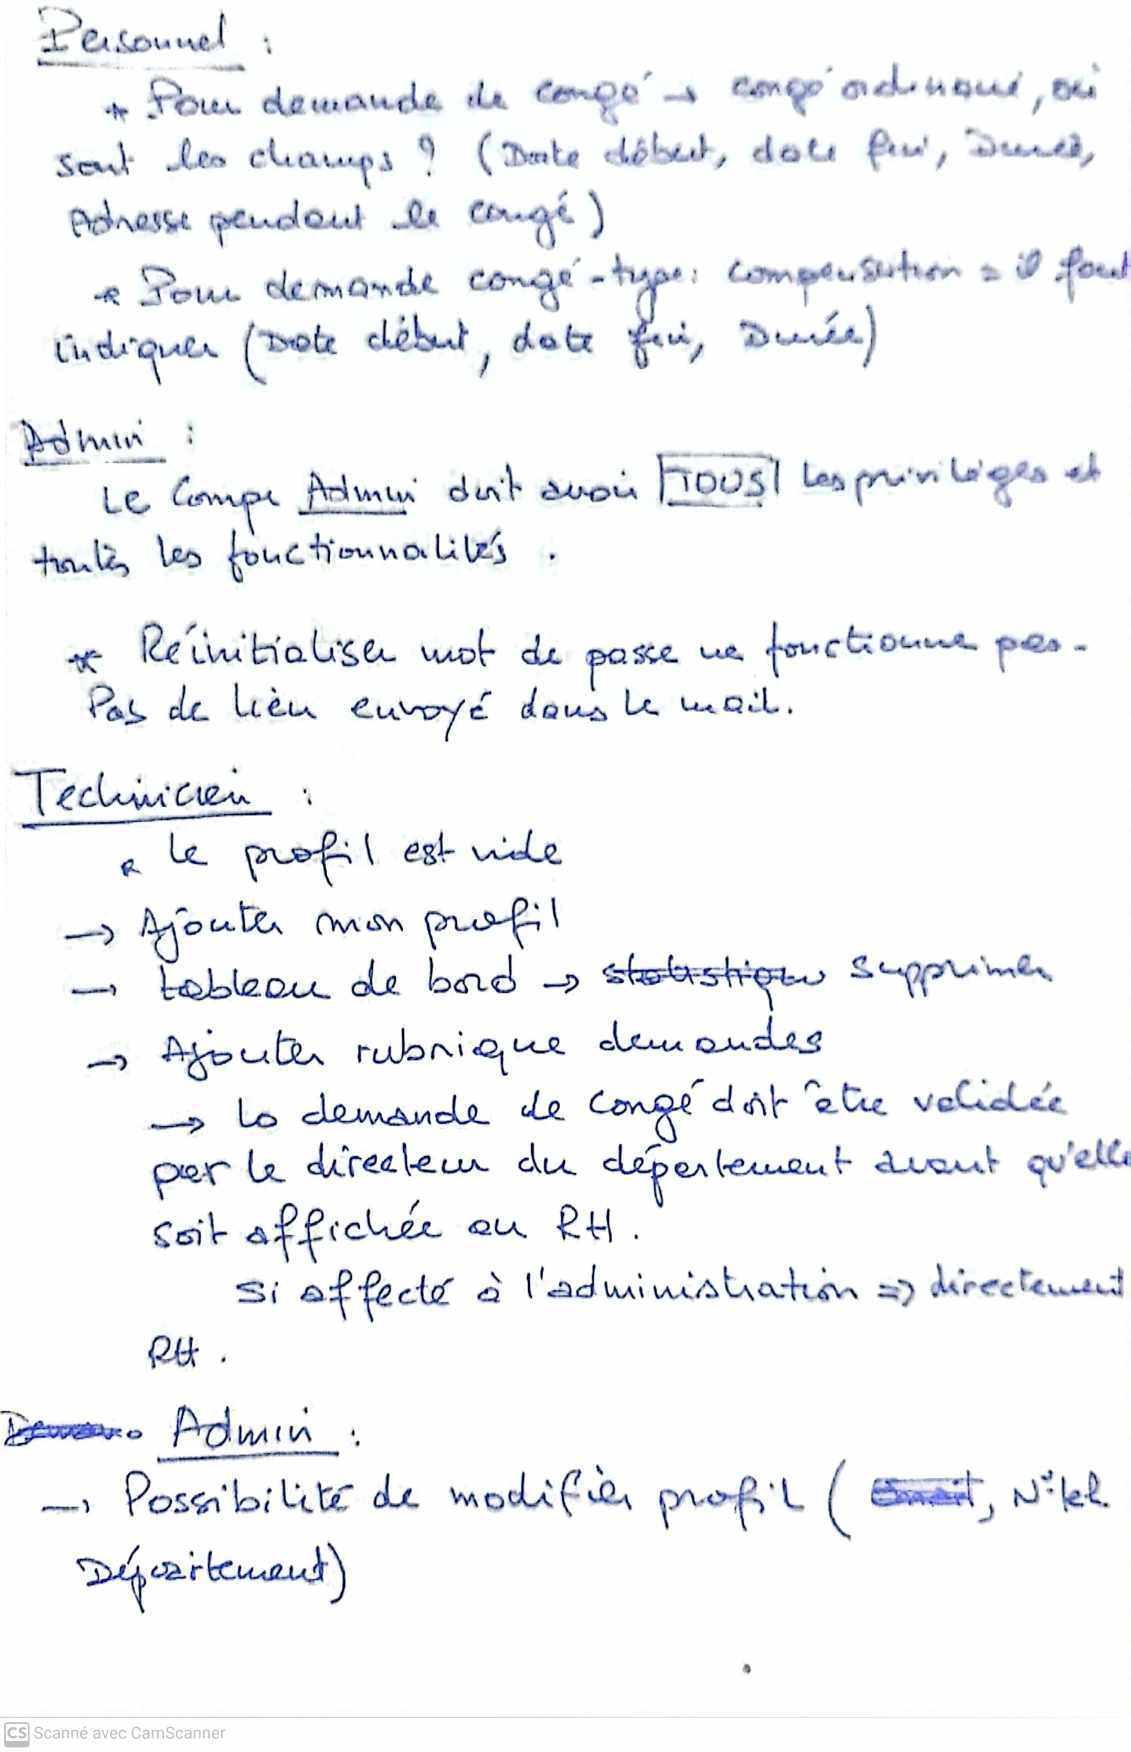 Personnel :
* Pour demande de congé → congé ordinaire, où
sont les champs ? (Date début, date fin, Durée,
Adresse pendant le congé)
* Pour demande congé - type : compensation = il faut
indiquer (Date début, date fin, Durée)
Admin :
Le Compe Admin doit avoir TOUS les privilèges et
toutes les fonctionnalités .
* Réinitialiser mot de passe ne fonctionne pas -
Pas de lien envoyé dans le mail.
Technicien :
* le profil est vide
→ Ajouter mon profil
→ tableau de bord → statistique supprimer
→ Ajouter rubrique demandes
→ la demande de congé doit être validée
par le directeur du département avant qu'elle
soit affichée au RH .
Si affecté à l'administration => directement
RH .
Admin :
→ Possibilité de modifier profil ( Email, N° tel.
Département)
CS Scanné avec CamScanner